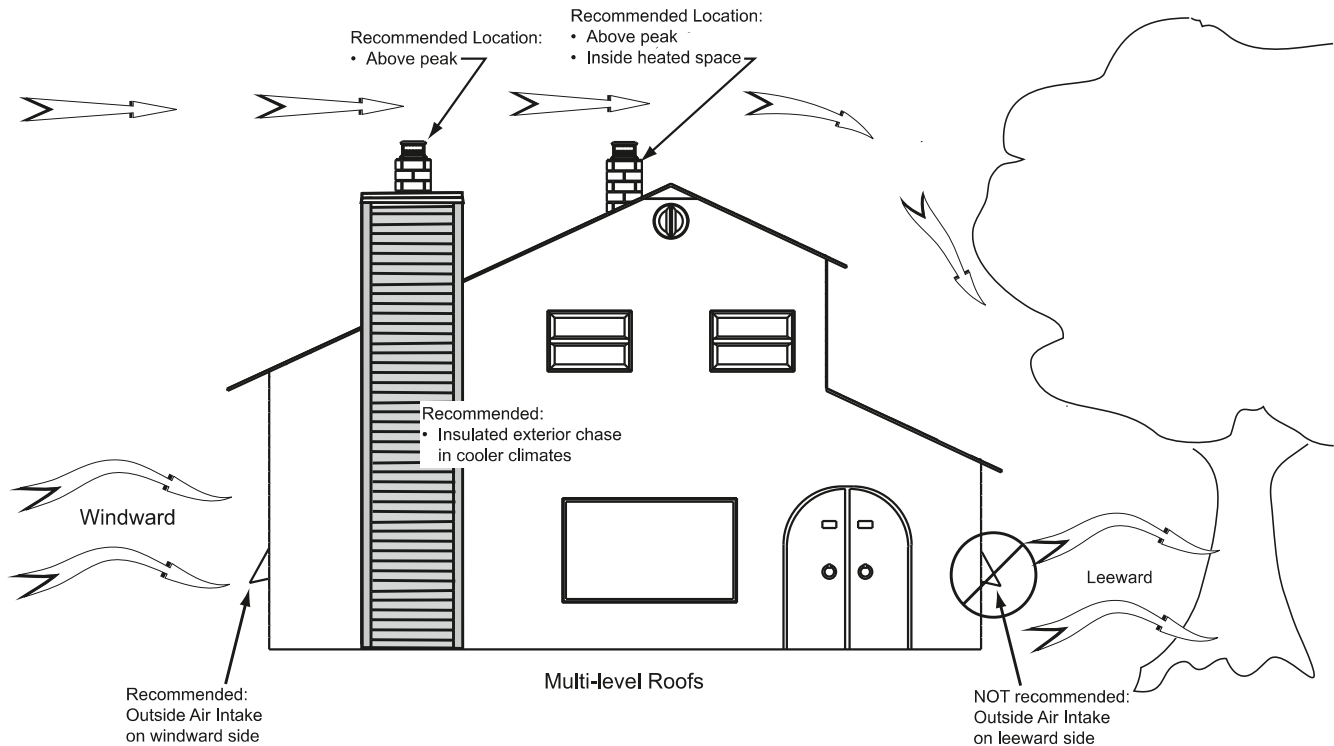 Recommended Location:
• Above peak
Recommended Location:
• Above peak
• Inside heated space
Recommended:
• Insulated exterior chase
in cooler climates
Windward
Leeward
Multi-level Roofs
Recommended:
Outside Air Intake
on windward side
NOT recommended:
Outside Air Intake
on leeward side